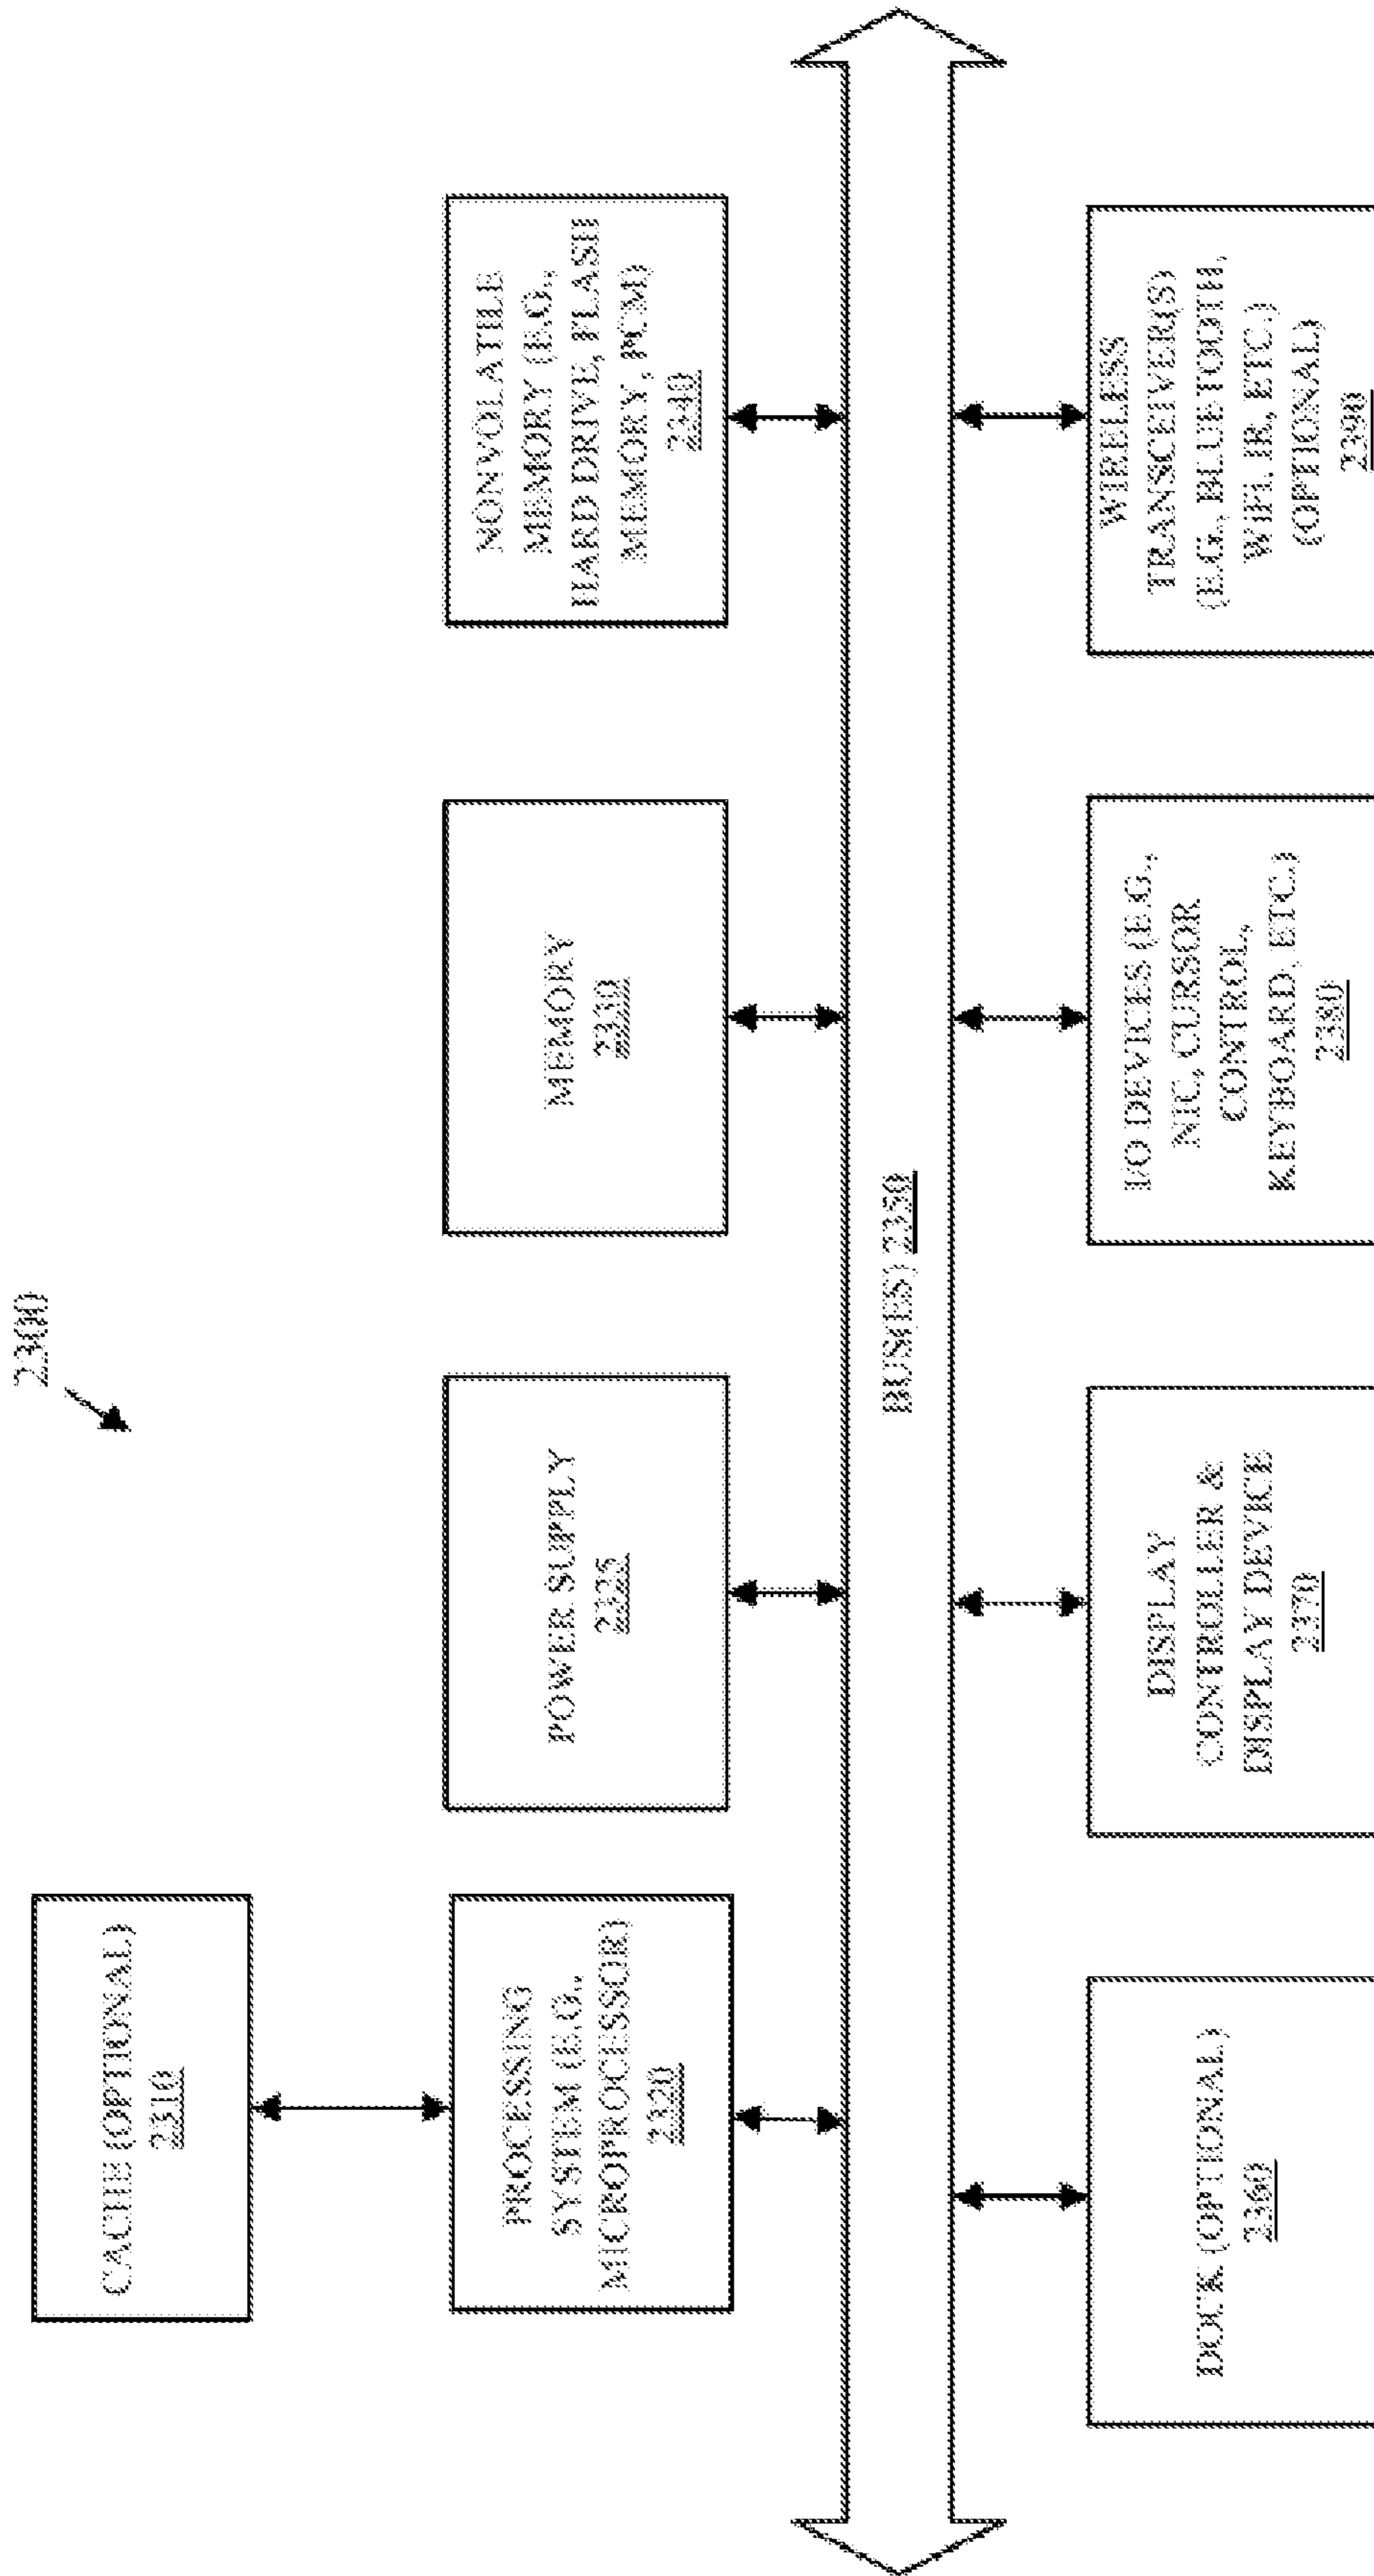 2300
CACHE (OPTIONAL)
2310
PROCESSING
SYSTEM (E.G.,
MICROPROCESSOR)
2320
POWER SUPPLY
2325
MEMORY
2330
NONVOLATILE
MEMORY (E.G.,
HARD DRIVE, FLASH
MEMORY, PCM)
2340
BUS(ES) 2350
DOCK (OPTIONAL)
2360
DISPLAY
CONTROLLER &
DISPLAY DEVICE
2370
I/O DEVICES (E.G.,
NIC, CURSOR
CONTROL,
KEYBOARD, ETC.)
2380
WIRELESS
TRANSCEIVER(S)
(E.G., BLUETOOTH,
WiFi, IR, ETC.)
(OPTIONAL)
2390